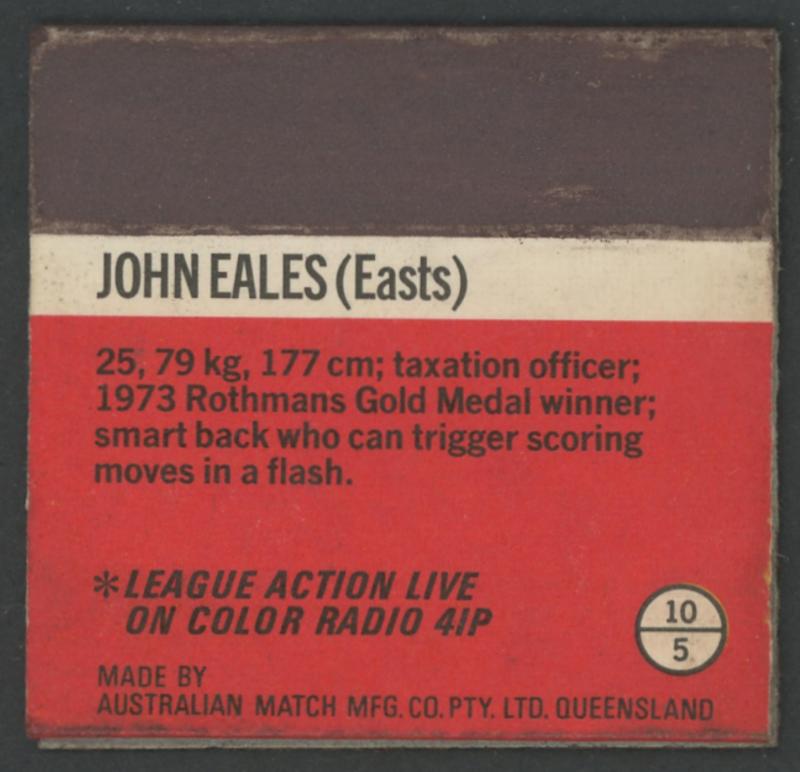 JOHN EALES (Easts)
25, 79 kg, 177 cm; taxation officer;
1973 Rothmans Gold Medal winner;
smart back who can trigger scoring
moves in a flash.
*LEAGUE ACTION LIVE
ON COLOR RADIO 4IP
10
5
MADE BY
AUSTRALIAN MATCH MFG. CO. PTY. LTD. QUEENSLAND